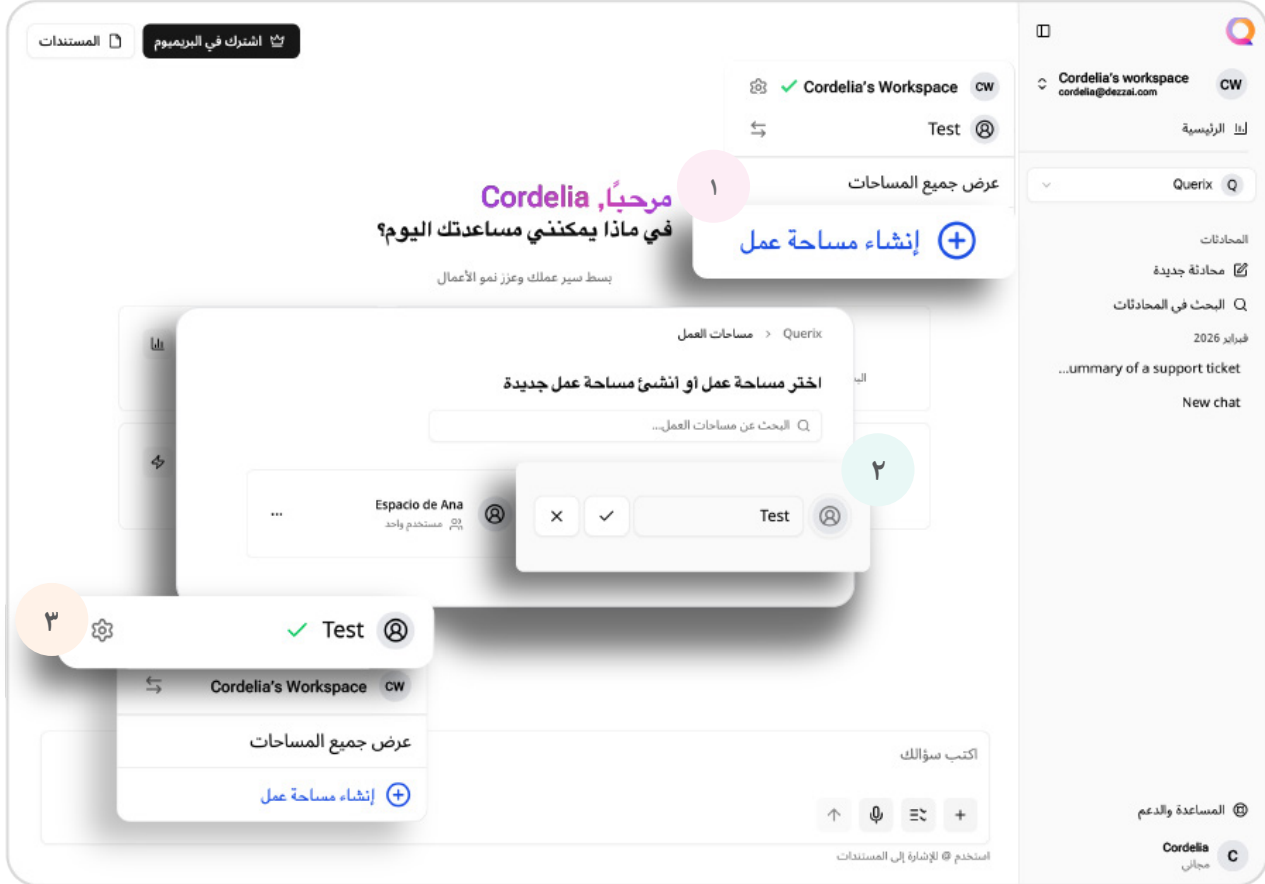 المستندات
اشترك في البريميوم
Cordelia's workspace
cordelia@dezzai.com
CW
الرئيسية
Querix
Q
المحادثات
محادثة جديدة
البحث في المحادثات
فبراير 2026
...ummary of a support ticket
New chat
المساعدة والدعم
Cordelia
مجاني
C
Cordelia's Workspace
CW
Test
عرض جميع المساحات
١
إنشاء مساحة عمل
مرحبًا, Cordelia
في ماذا يمكنني مساعدتك اليوم؟
بسط سير عملك وعزز نمو الأعمال
Querix > مساحات العمل
اختر مساحة عمل أو أنشئ مساحة عمل جديدة
البحث عن مساحات العمل...
٢
Test
Espacio de Ana
مستخدم واحد
...
٣
Test
Cordelia's Workspace
CW
عرض جميع المساحات
إنشاء مساحة عمل
اكتب سؤالك
استخدم @ للإشارة إلى المستندات